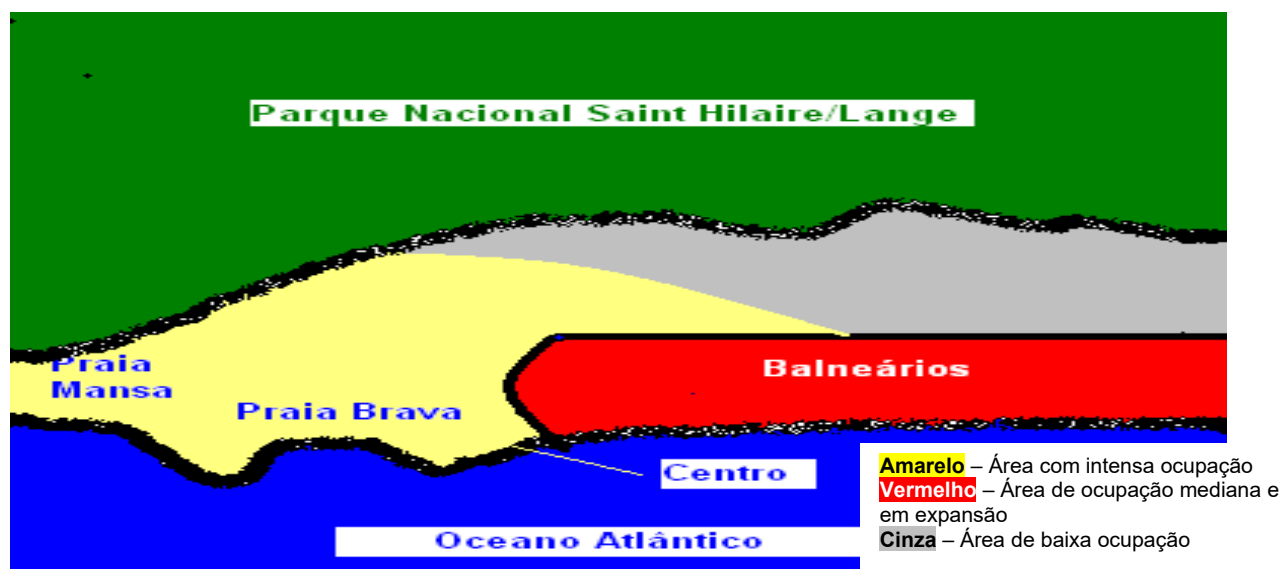 Parque Nacional Saint Hilaire/Lange
Praia
Mansa
Balneários
Praia Brava
Centro
Oceano Atlântico
Amarelo – Área com intensa ocupação
Vermelho – Área de ocupação mediana e
em expansão
Cinza – Área de baixa ocupação